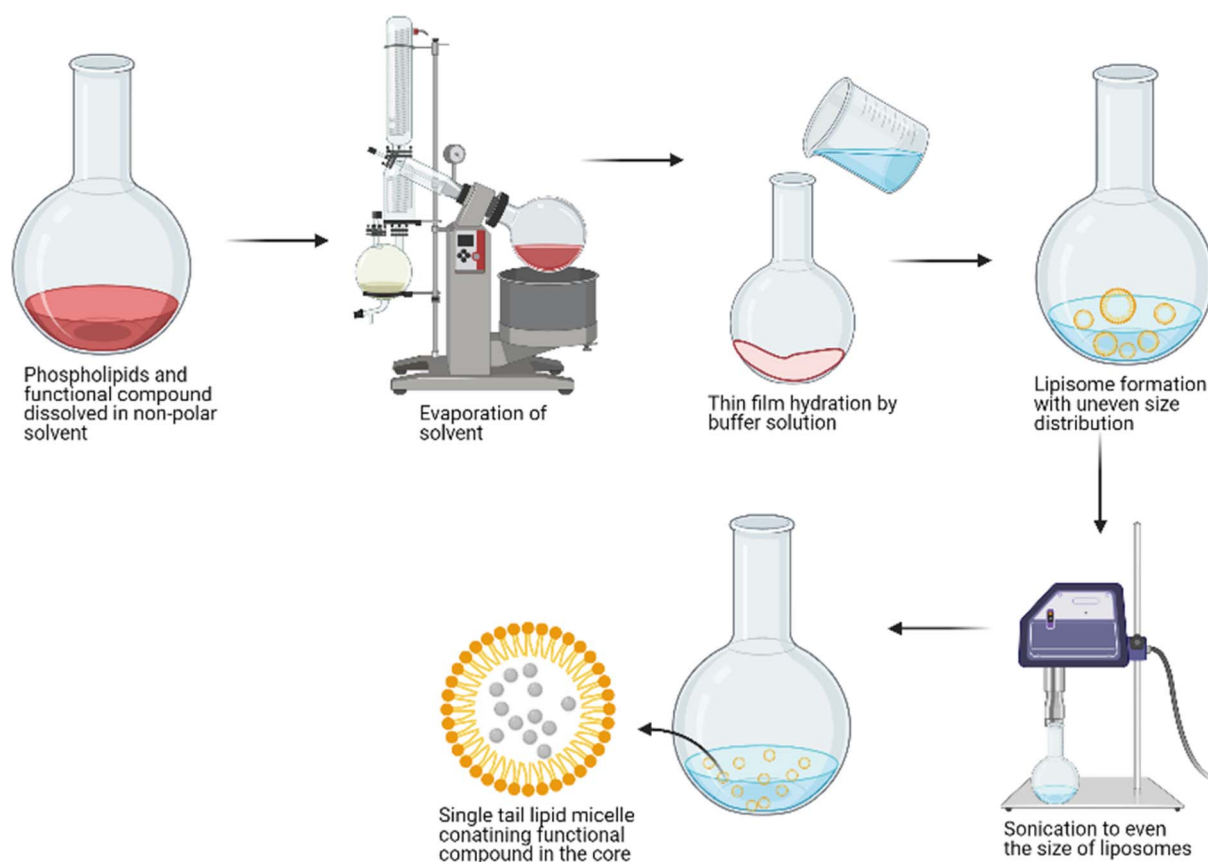 Phospholipids and
functional compound
dissolved in non-polar
solvent
Evaporation of
solvent
Thin film hydration by
buffer solution
Lipisome formation
with uneven size
distribution
Sonication to even
the size of liposomes
Single tail lipid micelle
conatining functional
compound in the core